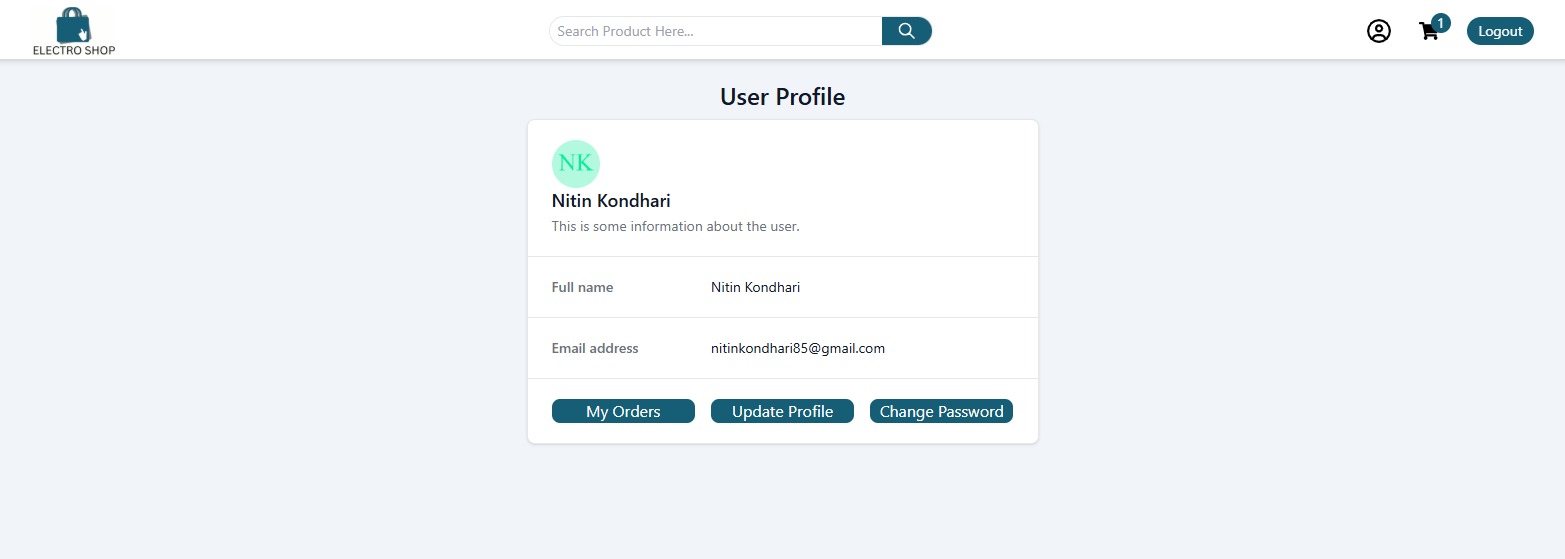 ELECTRO SHOP
Search Product Here...
1
Logout
User Profile
NK
Nitin Kondhari
This is some information about the user.
Full name Nitin Kondhari
Email address nitinkondhari85@gmail.com
My Orders Update Profile Change Password